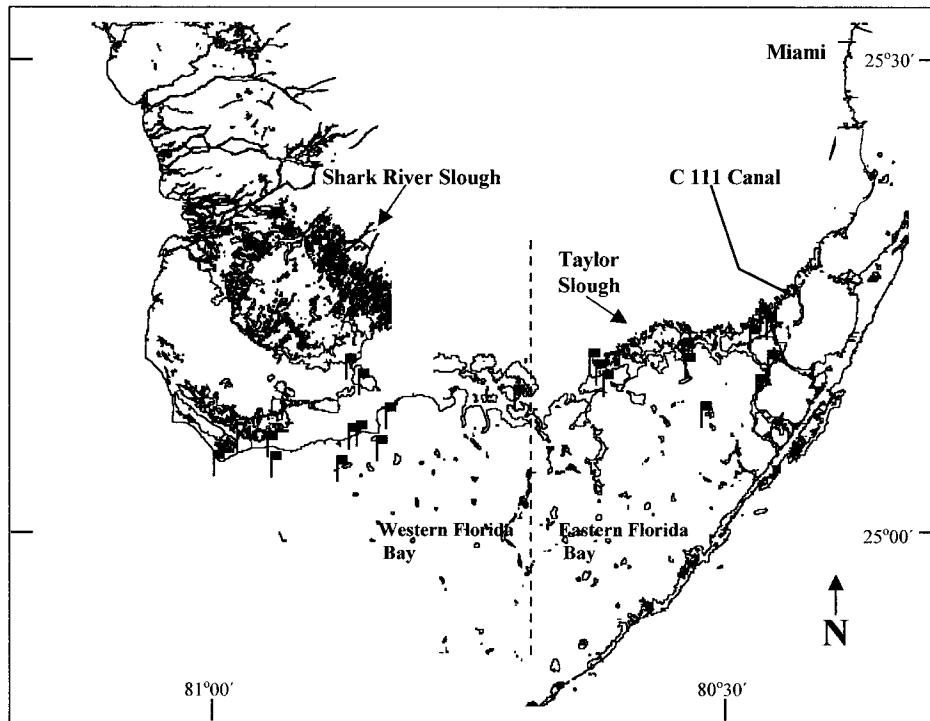 Miami
25°30´
Shark River Slough
C 111 Canal
Taylor
Slough
Western Florida
Bay
Eastern Florida
Bay
25°00´
N
81°00´
80°30´